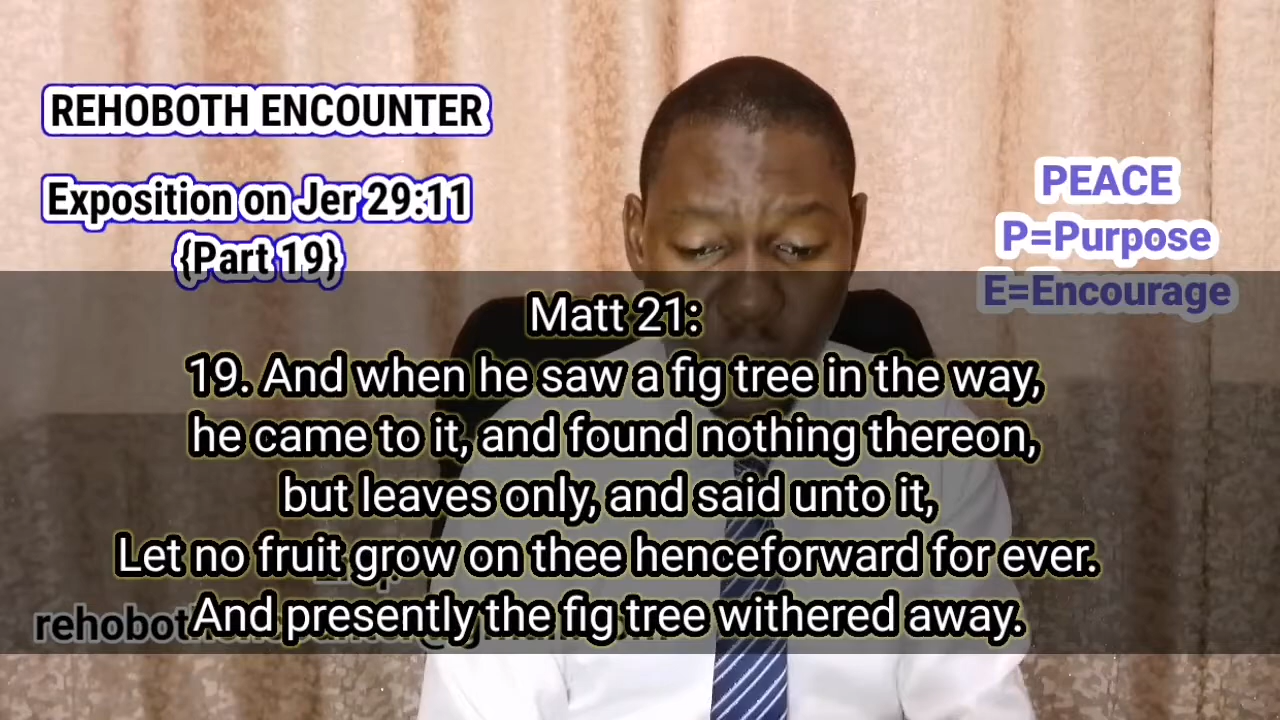 REHOBOTH ENCOUNTER
Exposition on Jer 29:11
{Part 19}
PEACE
P=Purpose
E=Encourage
Matt 21:
19. And when he saw a fig tree in the way,
he came to it, and found nothing thereon,
but leaves only, and said unto it,
Let no fruit grow on thee henceforward for ever.
And presently the fig tree withered away.